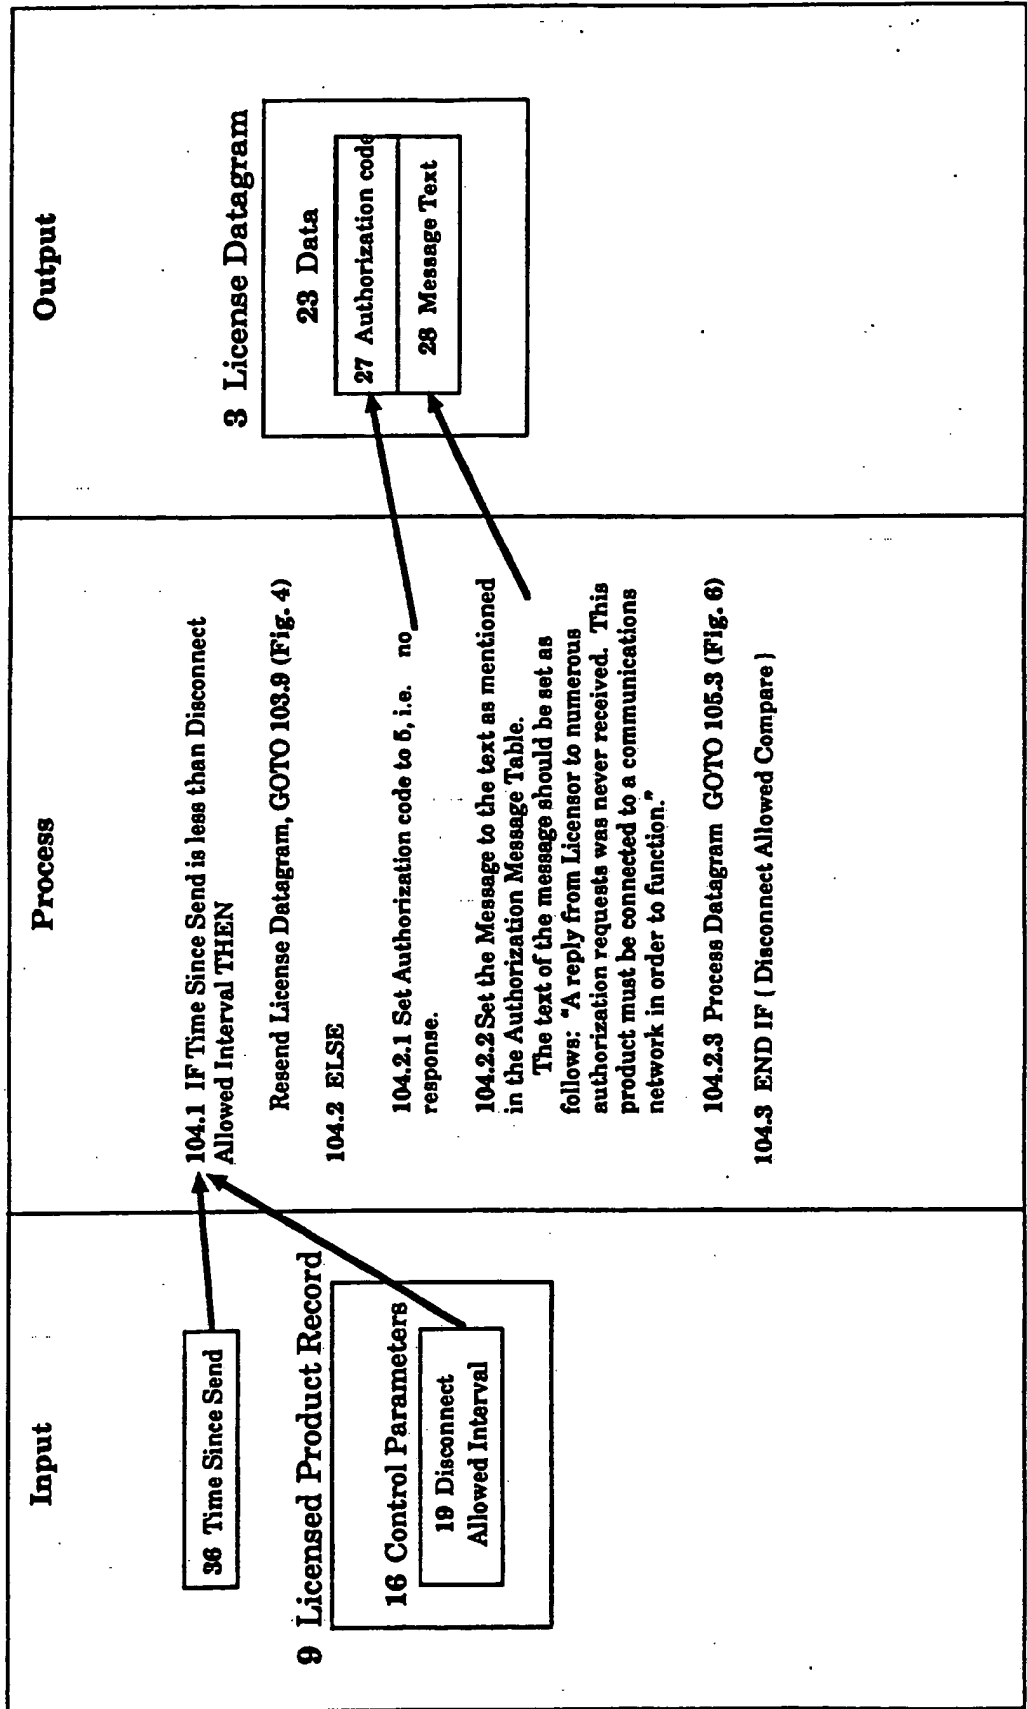 Input
36 Time Since Send
9 Licensed Product Record
16 Control Parameters
19 Disconnect
Allowed Interval
Process
104.1 IF Time Since Send is less than Disconnect
Allowed Interval THEN
Resend License Datagram, GOTO 103.9 (Fig. 4)
104.2 ELSE
104.2.1 Set Authorization code to 5, i.e. no
response.
104.2.2 Set the Message to the text as mentioned
in the Authorization Message Table.
The text of the message should be set as
follows: "A reply from Licensor to numerous
authorization requests was never received. This
product must be connected to a communications
network in order to function."
104.2.3 Process Datagram GOTO 105.3 (Fig. 6)
104.3 END IF ( Disconnect Allowed Compare )
Output
3 License Datagram
23 Data
27 Authorization code
28 Message Text